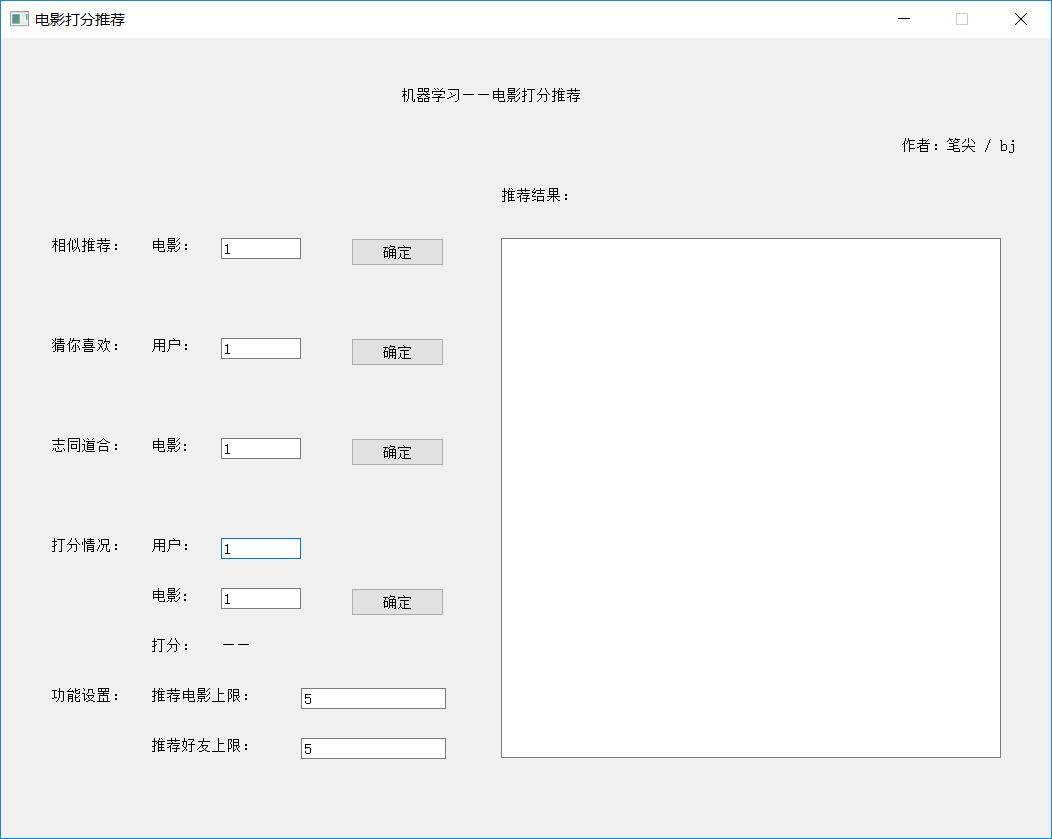 电影打分推荐
机器学习——电影打分推荐
作者：笔尖 / bj
推荐结果：
相似推荐： 电影： 1 确定
猜你喜欢： 用户： 1 确定
志同道合： 电影： 1 确定
打分情况： 用户： 1
电影： 1 确定
打分： ——
功能设置： 推荐电影上限： 5
推荐好友上限： 5